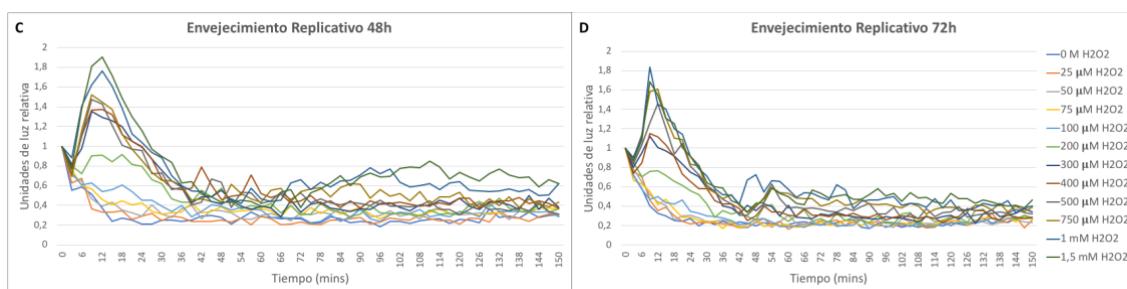 C
Envejecimiento Replicativo 48h
Unidades de luz relativa
2
1,8
1,6
1,4
1,2
1
0,8
0,6
0,4
0,2
0
0 6 12 18 24 30 36 42 48 54 60 66 72 78 84 90 96 102 108 114 120 126 132 138 144 150
Tiempo (mins)
D
Envejecimiento Replicativo 72h
Unidades de luz relativa
2
1,8
1,6
1,4
1,2
1
0,8
0,6
0,4
0,2
0
0 6 12 18 24 30 36 42 48 54 60 66 72 78 84 90 96 102 108 114 120 126 132 138 144 150
Tiempo (mins)
0 M H2O2
25 µM H2O2
50 µM H2O2
75 µM H2O2
100 µM H2O2
200 µM H2O2
300 µM H2O2
400 µM H2O2
500 µM H2O2
750 µM H2O2
1 mM H2O2
1,5 mM H2O2